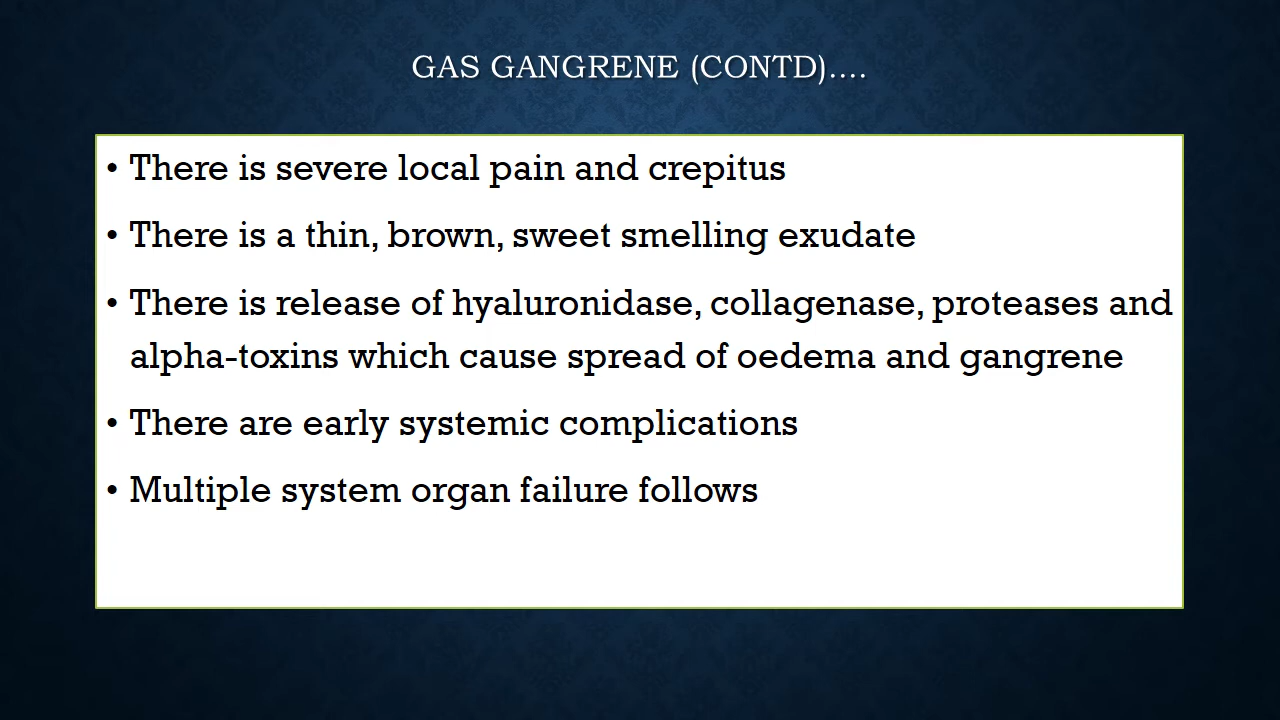 GAS GANGRENE (CONTD)....
• There is severe local pain and crepitus
• There is a thin, brown, sweet smelling exudate
• There is release of hyaluronidase, collagenase, proteases and
alpha-toxins which cause spread of oedema and gangrene
• There are early systemic complications
• Multiple system organ failure follows